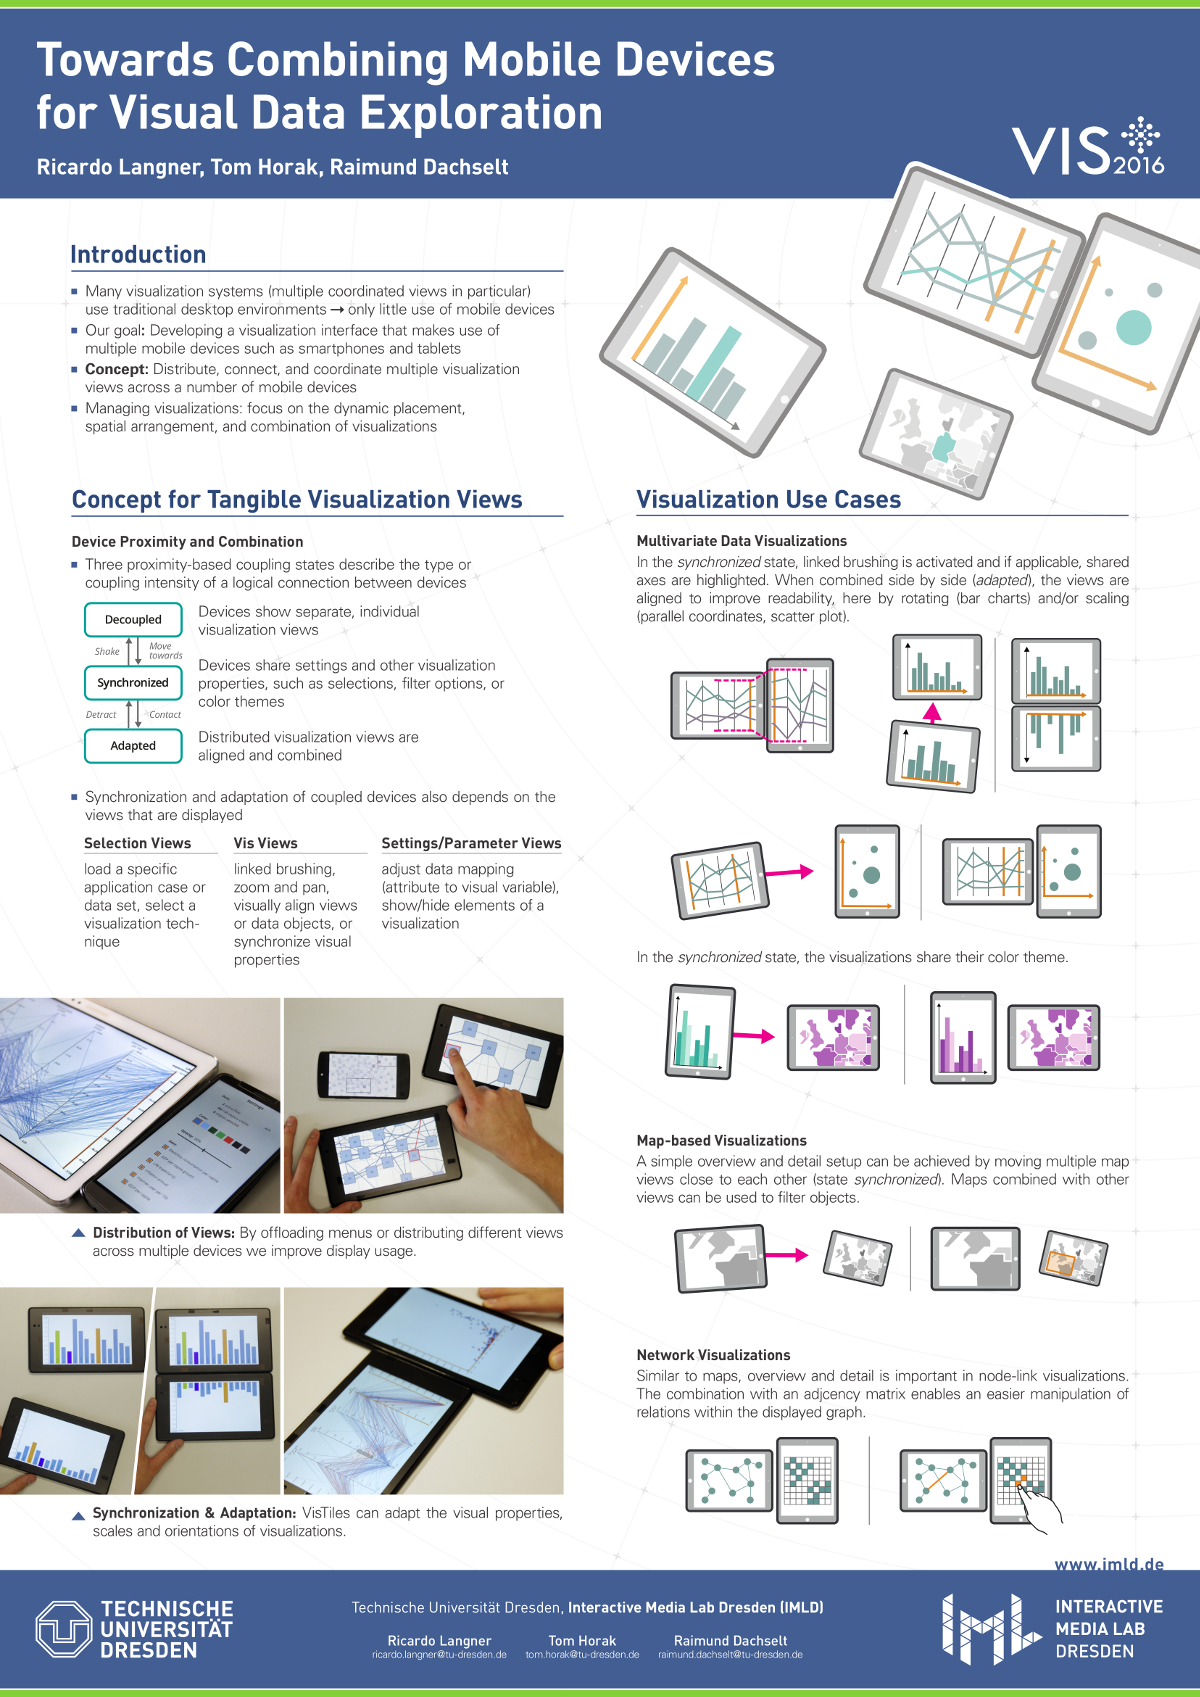 Towards Combining Mobile Devices
for Visual Data Exploration
Ricardo Langner, Tom Horak, Raimund Dachselt
VIS
2016
Introduction
Many visualization systems (multiple coordinated views in particular)
use traditional desktop environments → only little use of mobile devices
Our goal: Developing a visualization interface that makes use of
multiple mobile devices such as smartphones and tablets
Concept: Distribute, connect, and coordinate multiple visualization
views across a number of mobile devices
Managing visualizations: focus on the dynamic placement,
spatial arrangement, and combination of visualizations
Concept for Tangible Visualization Views
Device Proximity and Combination
Three proximity-based coupling states describe the type or
coupling intensity of a logical connection between devices
Decoupled
Devices show separate, individual
visualization views
Shake
Move
towards
Synchronized
Devices share settings and other visualization
properties, such as selections, filter options, or
color themes
Detract
Contact
Adapted
Distributed visualization views are
aligned and combined
Synchronization and adaptation of coupled devices also depends on the
views that are displayed
Selection Views
load a specific
application case or
data set, select a
visualization tech-
nique
Vis Views
linked brushing,
zoom and pan,
visually align views
or data objects, or
synchronize visual
properties
Settings/Parameter Views
adjust data mapping
(attribute to visual variable),
show/hide elements of a
visualization
Distribution of Views: By offloading menus or distributing different views
across multiple devices we improve display usage.
Synchronization & Adaptation: VisTiles can adapt the visual properties,
scales and orientations of visualizations.
Visualization Use Cases
Multivariate Data Visualizations
In the synchronized state, linked brushing is activated and if applicable, shared
axes are highlighted. When combined side by side (adapted), the views are
aligned to improve readability, here by rotating (bar charts) and/or scaling
(parallel coordinates, scatter plot).
In the synchronized state, the visualizations share their color theme.
Map-based Visualizations
A simple overview and detail setup can be achieved by moving multiple map
views close to each other (state synchronized). Maps combined with other
views can be used to filter objects.
Network Visualizations
Similar to maps, overview and detail is important in node-link visualizations.
The combination with an adjcency matrix enables an easier manipulation of
relations within the displayed graph.
www.imld.de
TECHNISCHE
UNIVERSITÄT
DRESDEN
Technische Universität Dresden, Interactive Media Lab Dresden (IMLD)
Ricardo Langner
ricardo.langner@tu-dresden.de
Tom Horak
tom.horak@tu-dresden.de
Raimund Dachselt
raimund.dachselt@tu-dresden.de
INTERACTIVE
MEDIA LAB
DRESDEN